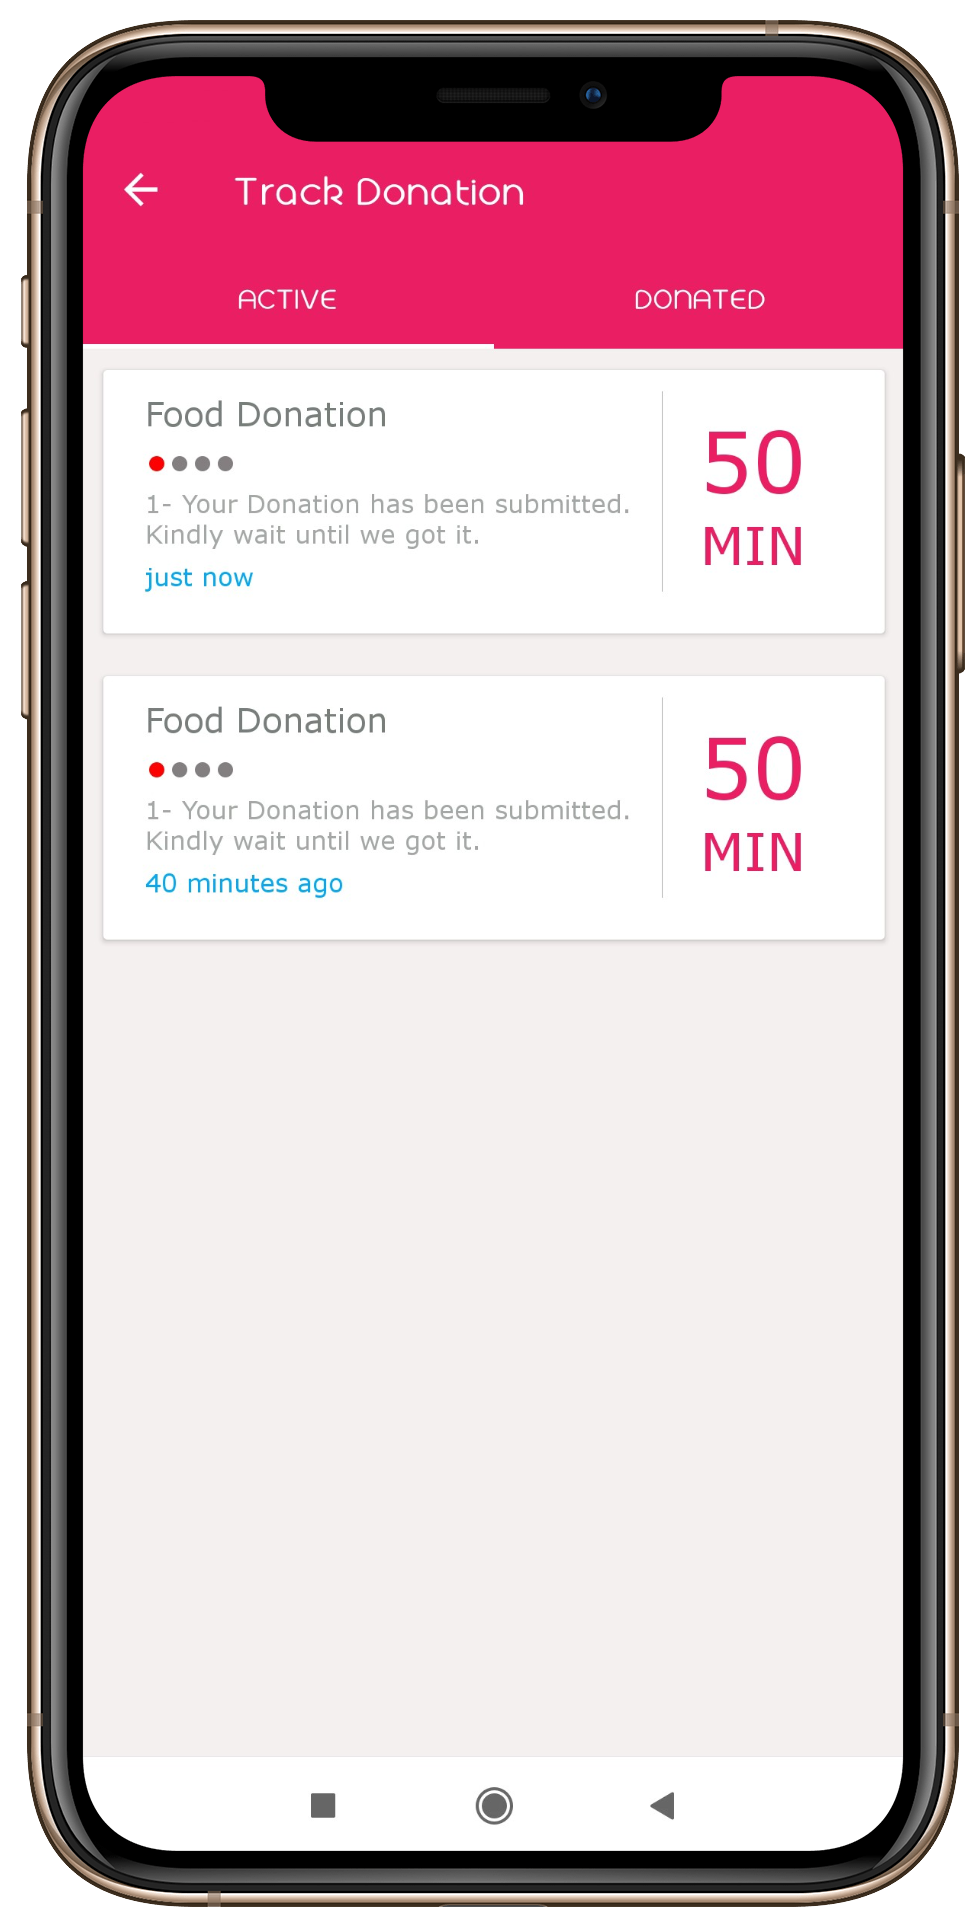 Track Donation
ACTIVE
DONATED
Food Donation
1- Your Donation has been submitted.
Kindly wait until we got it.
just now
50
MIN
Food Donation
1- Your Donation has been submitted.
Kindly wait until we got it.
40 minutes ago
50
MIN